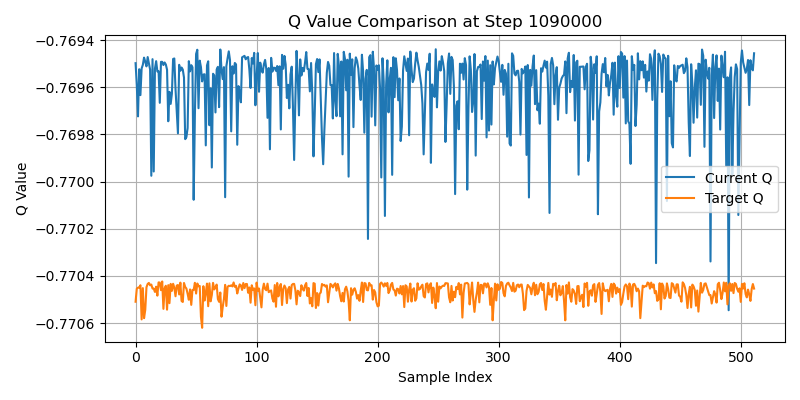 Q Value Comparison at Step 1090000
−0.7694
−0.7696
−0.7698
−0.7700
−0.7702
−0.7704
−0.7706
Q Value
Current Q
Target Q
0
100
200
300
400
500
Sample Index